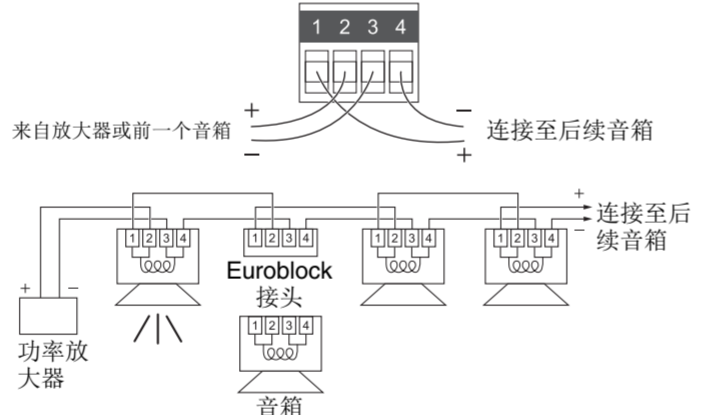 1 2 3 4
+ −
来自放大器或前一个音箱 连接至后续音箱
− +
+
连接至后
续音箱
−
1 2 3 4 1 2 3 4 1 2 3 4 1 2 3 4
Euroblock
接头
+ −
功率放
大器
1 2 3 4
音箱